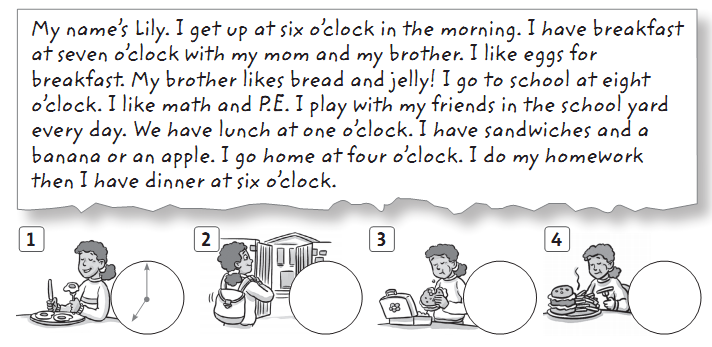 My name's Lily. I get up at six o'clock in the morning. I have breakfast
at seven o'clock with my mom and my brother. I like eggs for
breakfast. My brother likes bread and jelly! I go to school at eight
o'clock. I like math and P.E. I play with my friends in the school yard
every day. We have lunch at one o'clock. I have sandwiches and a
banana or an apple. I go home at four o'clock. I do my homework
then I have dinner at six o'clock.
1
2
3
4